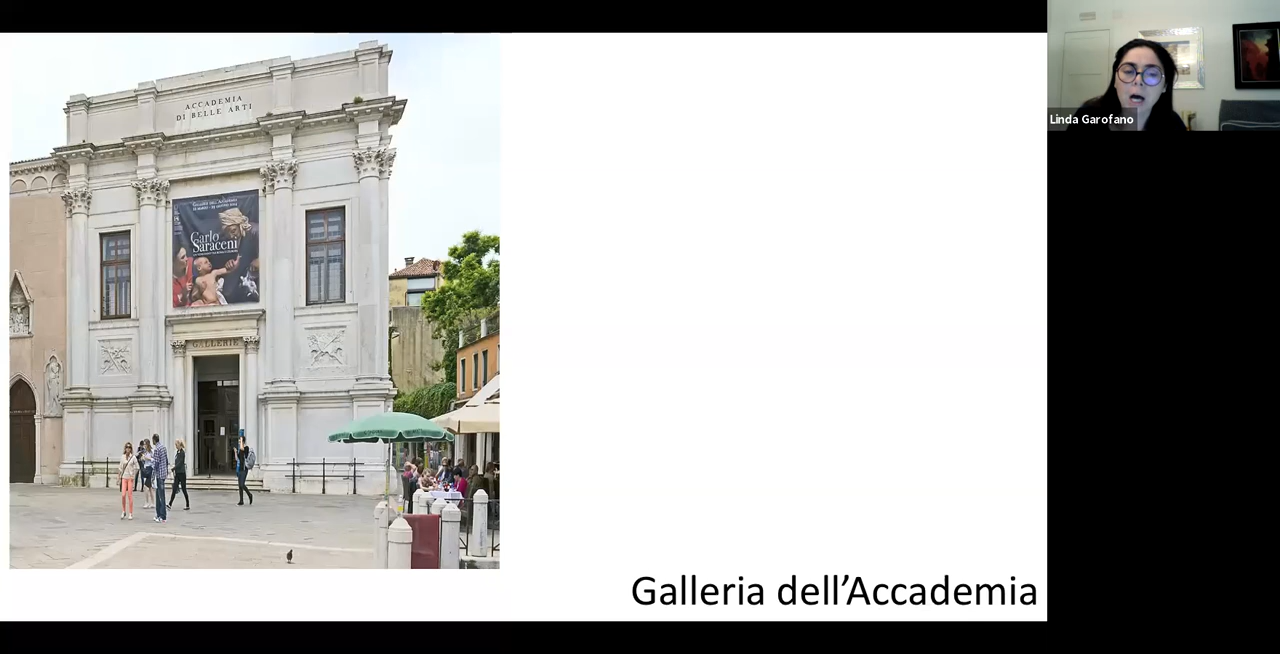 ACCADEMIA
DI BELLE ARTI
Carlo
Saraceni
GALLERIE
Linda Garofano
Galleria dell’Accademia